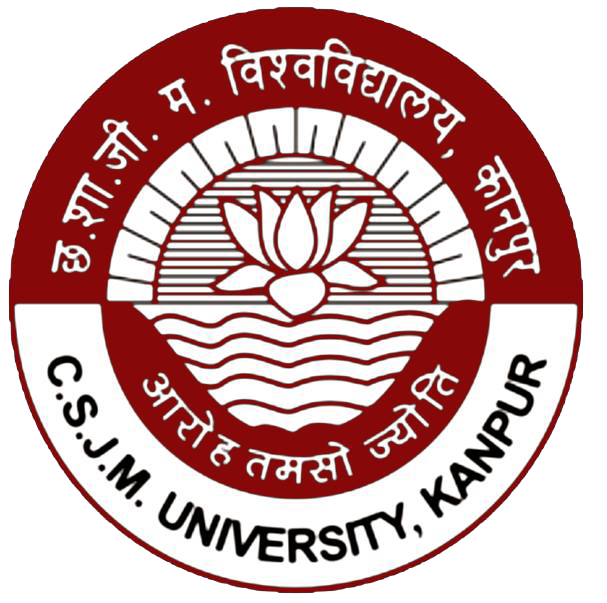 छ.शा.जी. म. विश्वविद्यालय, कानपुर
आरोह तमसो ज्योति
C.S.J.M. UNIVERSITY, KANPUR